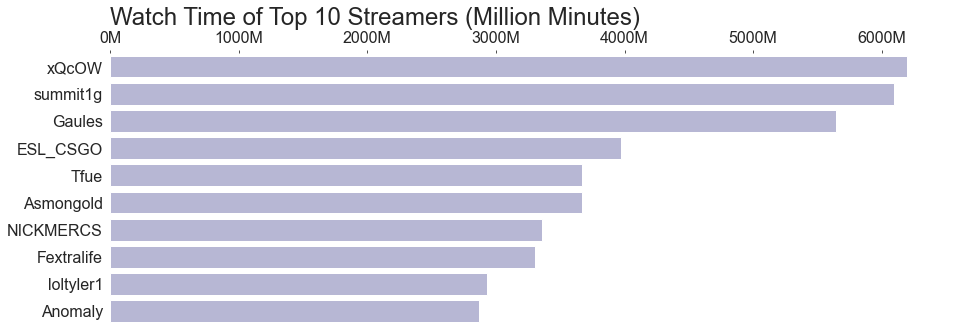 Watch Time of Top 10 Streamers (Million Minutes)
0M 1000M 2000M 3000M 4000M 5000M 6000M
xQcOW
summit1g
Gaules
ESL_CSGO
Tfue
Asmongold
NICKMERCS
Fextralife
loltyler1
Anomaly